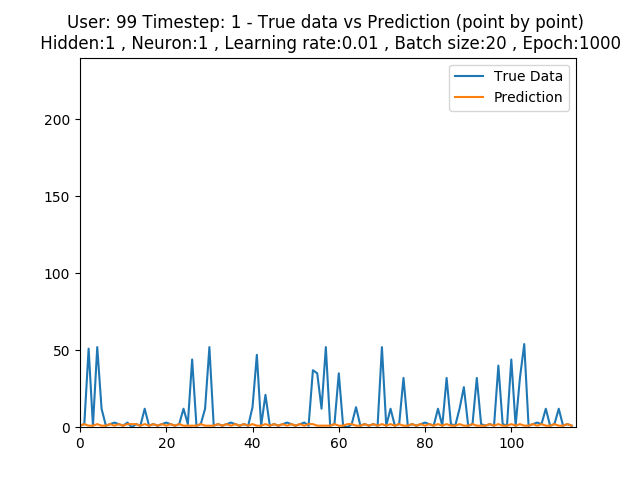 User: 99 Timestep: 1 - True data vs Prediction (point by point)
Hidden:1 , Neuron:1 , Learning rate:0.01 , Batch size:20 , Epoch:1000
True Data
Prediction
200
150
100
50
0
0 20 40 60 80 100